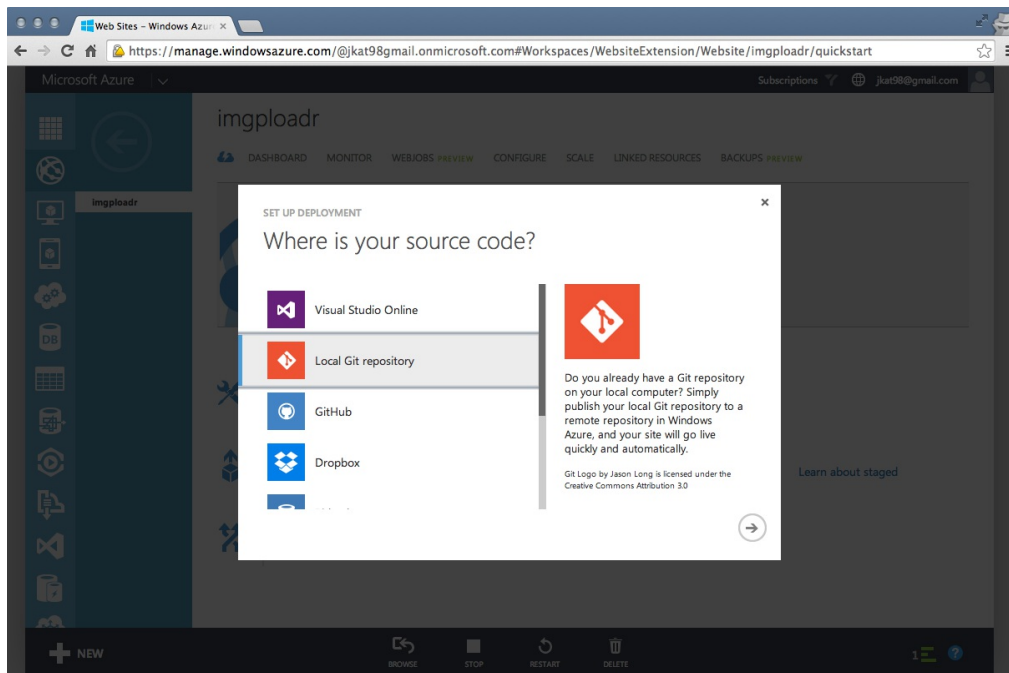 Web Sites – Windows Azur
https://manage.windowsazure.com/@jkat98gmail.onmicrosoft.com#Workspaces/WebsiteExtension/Website/imgploadr/quickstart
Microsoft Azure
Subscriptions
jkat98@gmail.com
imgploadr
DASHBOARD MONITOR WEBJOBS PREVIEW CONFIGURE SCALE LINKED RESOURCES BACKUPS PREVIEW
imgploadr
SET UP DEPLOYMENT
Where is your source code?
Visual Studio Online
Local Git repository
GitHub
Dropbox
Do you already have a Git repository
on your local computer? Simply
publish your local Git repository to a
remote repository in Windows
Azure, and your site will go live
quickly and automatically.
Git Logo by Jason Long is licensed under the
Creative Commons Attribution 3.0
Learn about staged
DB
NEW
BROWSE
STOP
RESTART
DELETE
1
?